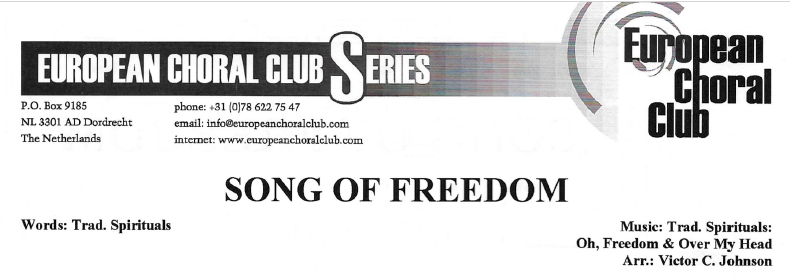 EUROPEAN CHORAL CLUB SERIES
European
Choral
Club
P.O. Box 9185
NL 3301 AD Dordrecht
The Netherlands
phone: +31 (0)78 622 75 47
email: info@europeanchoralclub.com
internet: www.europeanchoralclub.com
SONG OF FREEDOM
Words: Trad. Spirituals
Music: Trad. Spirituals:
Oh, Freedom & Over My Head
Arr.: Victor C. Johnson